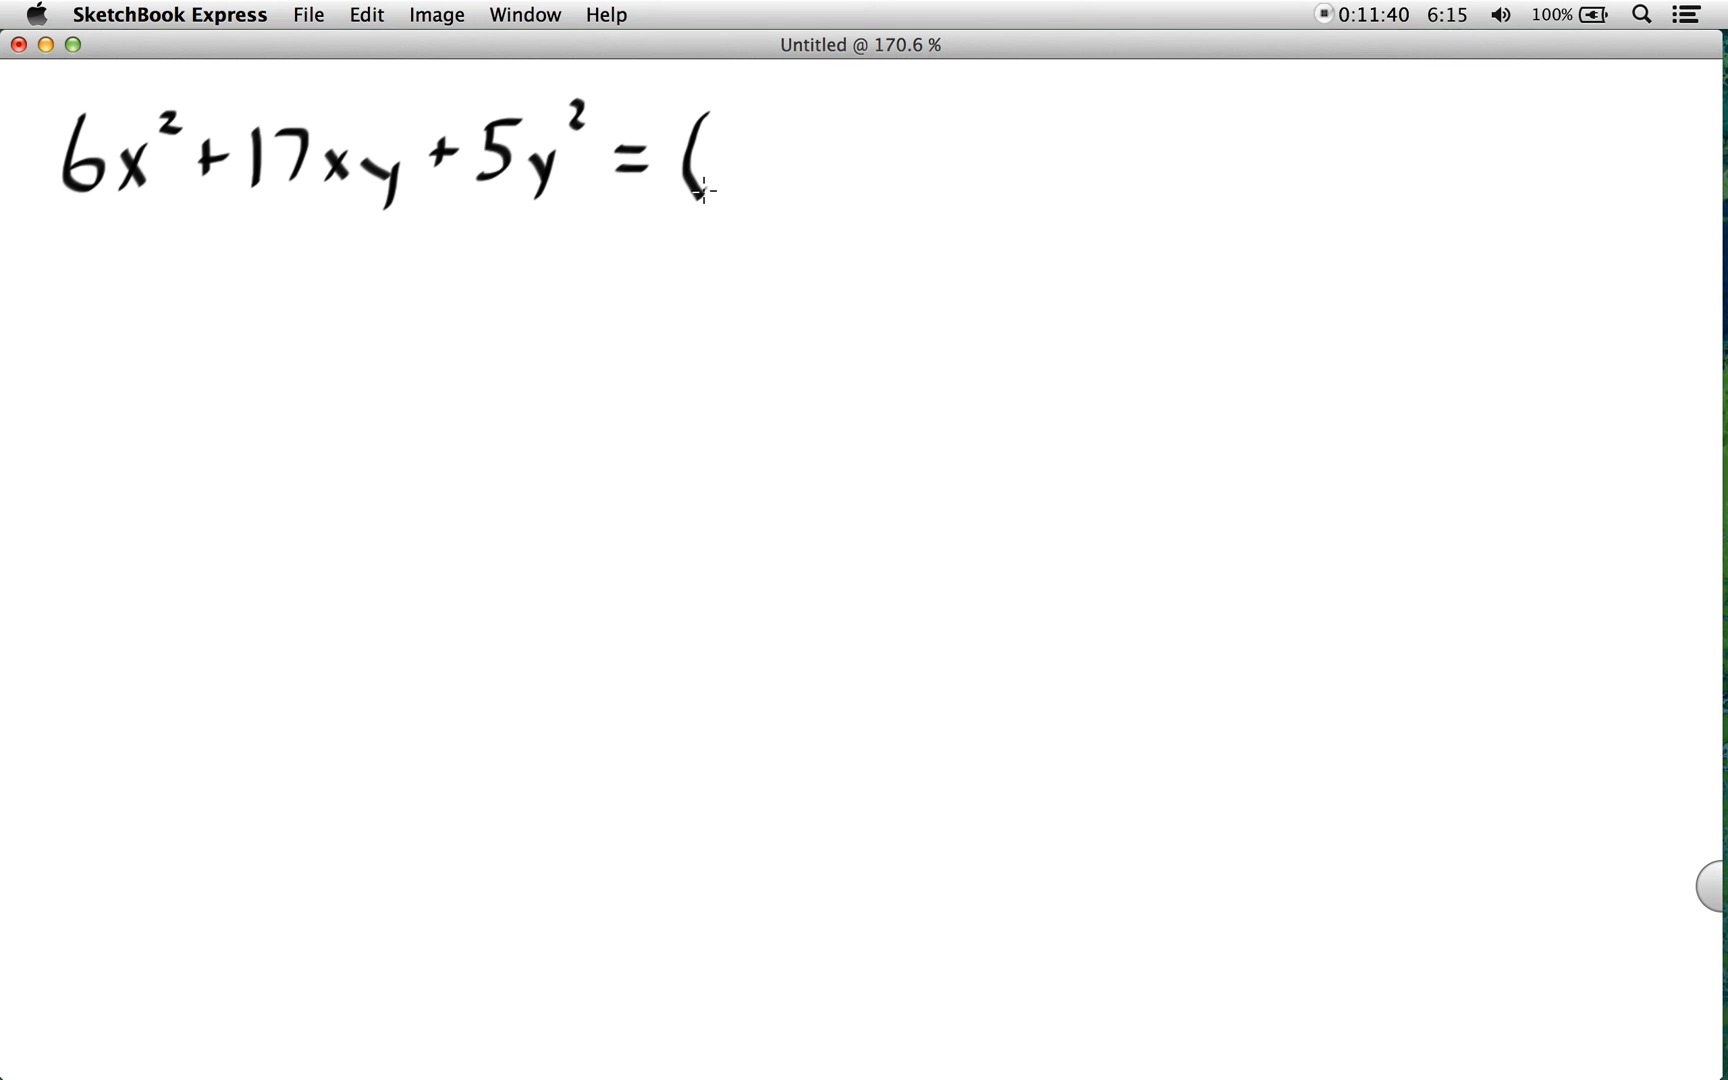 SketchBook Express File Edit Image Window Help 0:11:40 6:15 100%
Untitled @ 170.6 %
6x² + 17xy + 5y² = (